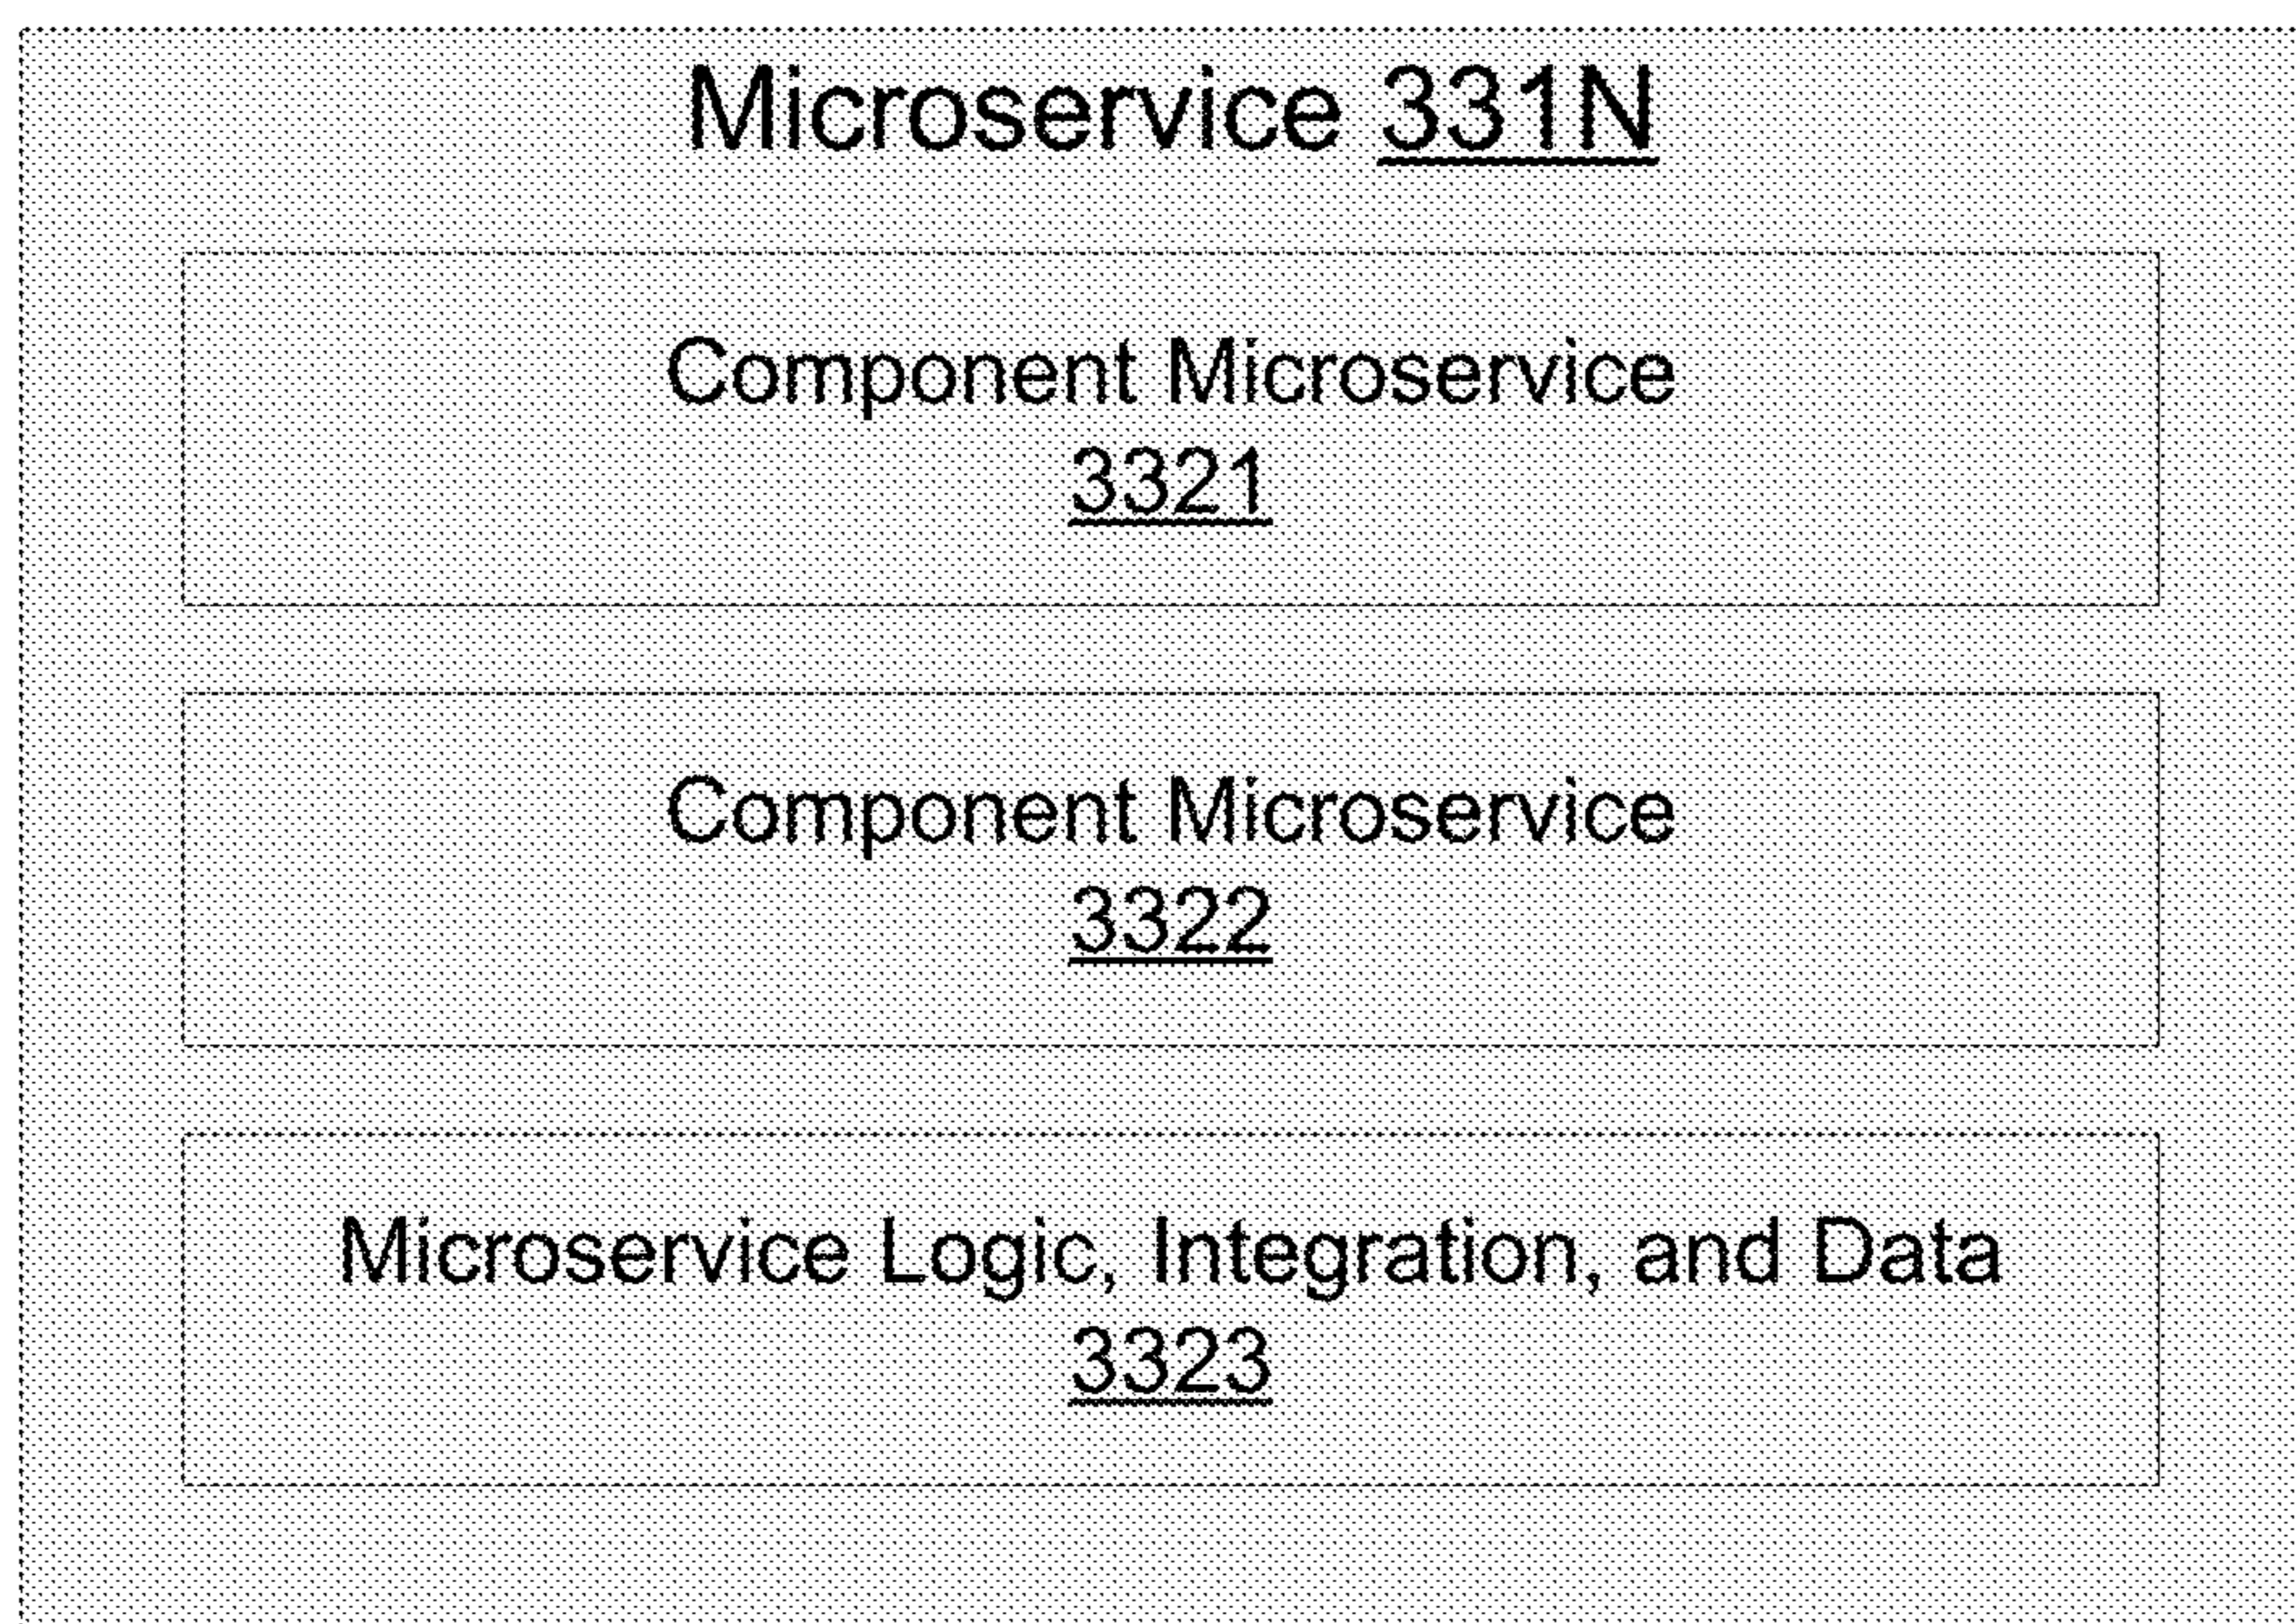 Microservice 331N
Component Microservice
3321
Component Microservice
3322
Microservice Logic, Integration, and Data
3323